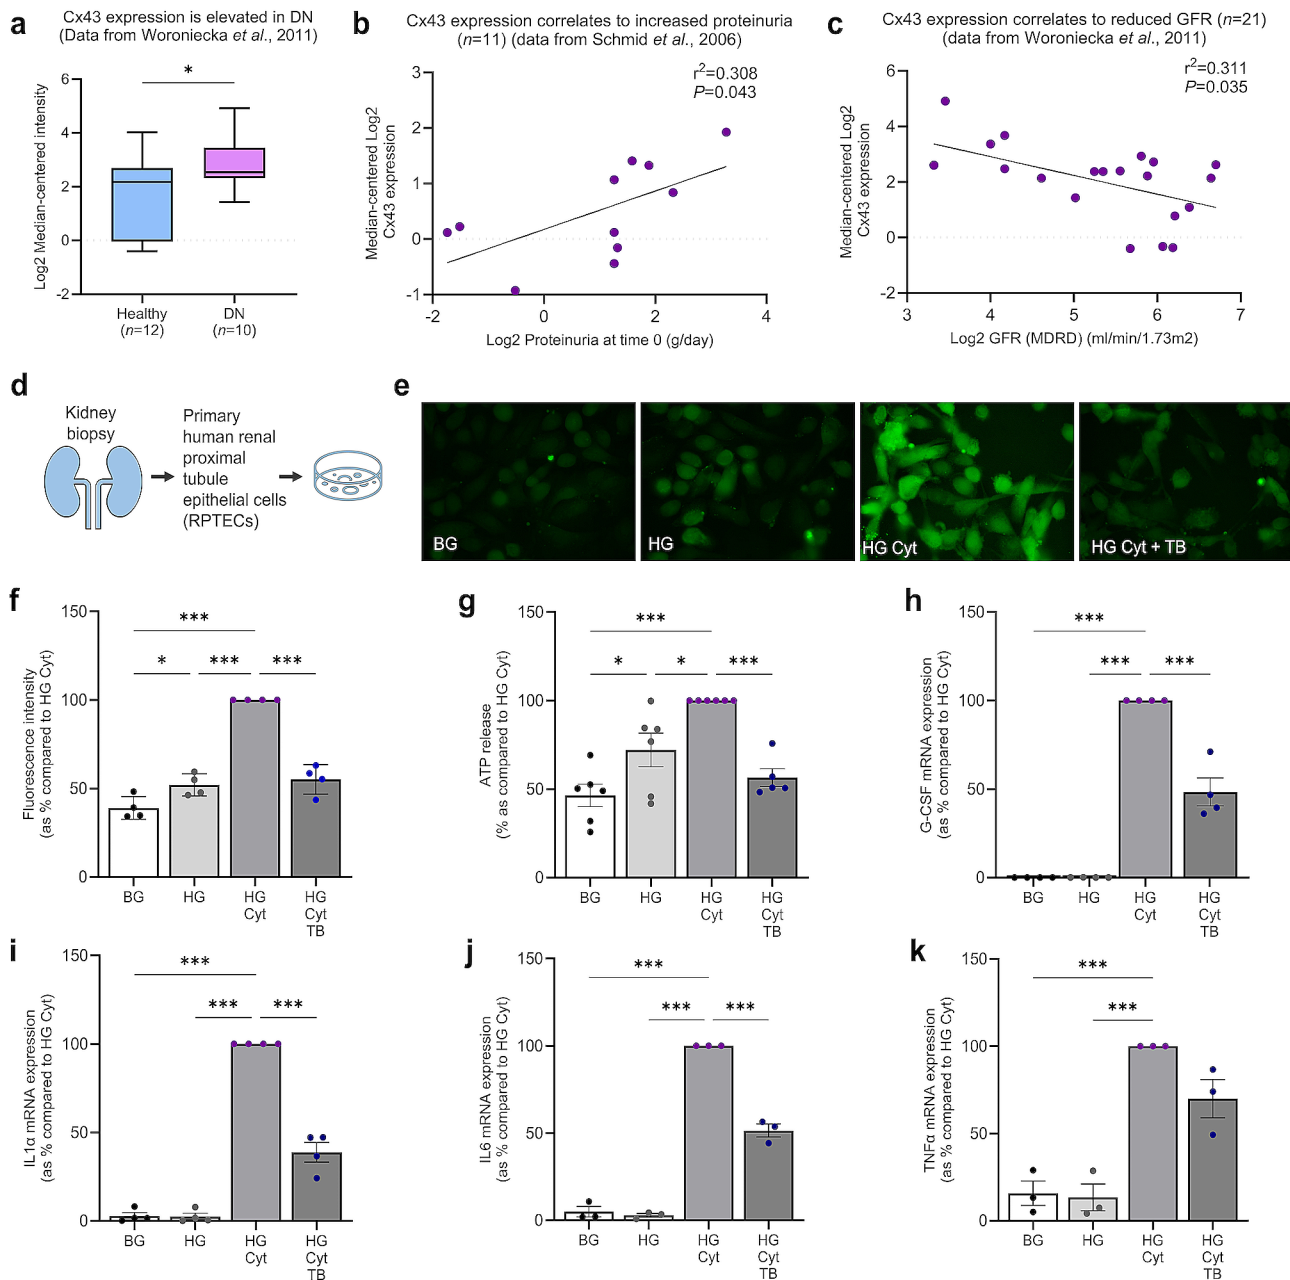 a
Cx43 expression is elevated in DN
(Data from Woroniecka et al., 2011)
Log2 Median-centered intensity
6
4
2
0
-2
*
Healthy
(n=12)
DN
(n=10)
b
Cx43 expression correlates to increased proteinuria
(n=11) (data from Schmid et al., 2006)
r2=0.308
P=0.043
Median-centered Log2
Cx43 expression
3
2
1
0
-1
-2
0
2
4
Log2 Proteinuria at time 0 (g/day)
c
Cx43 expression correlates to reduced GFR (n=21)
(data from Woroniecka et al., 2011)
r2=0.311
P=0.035
Median-centered Log2
Cx43 expression
6
4
2
0
-2
3
4
5
6
7
Log2 GFR (MDRD) (ml/min/1.73m2)
d
Kidney
biopsy
Primary
human renal
proximal
tubule
epithelial cells
(RPTECs)
e
BG
HG
HG Cyt
HG Cyt + TB
f
Fluorescence intensity
(as % compared to HG Cyt)
150
100
50
0
***
* *** ***
BG
HG
HG
Cyt
HG
Cyt
TB
g
ATP release
(% as compared to HG Cyt)
150
100
50
0
***
* * ***
BG
HG
HG
Cyt
HG
Cyt
TB
h
G-CSF mRNA expression
(as % compared to HG Cyt)
150
100
50
0
***
*** ***
BG
HG
HG
Cyt
HG
Cyt
TB
i
IL1α mRNA expression
(as % compared to HG Cyt)
150
100
50
0
***
*** ***
BG
HG
HG
Cyt
HG
Cyt
TB
j
IL6 mRNA expression
(as % compared to HG Cyt)
150
100
50
0
***
*** ***
BG
HG
HG
Cyt
HG
Cyt
TB
k
TNFα mRNA expression
(as % compared to HG Cyt)
150
100
50
0
***
***
BG
HG
HG
Cyt
HG
Cyt
TB